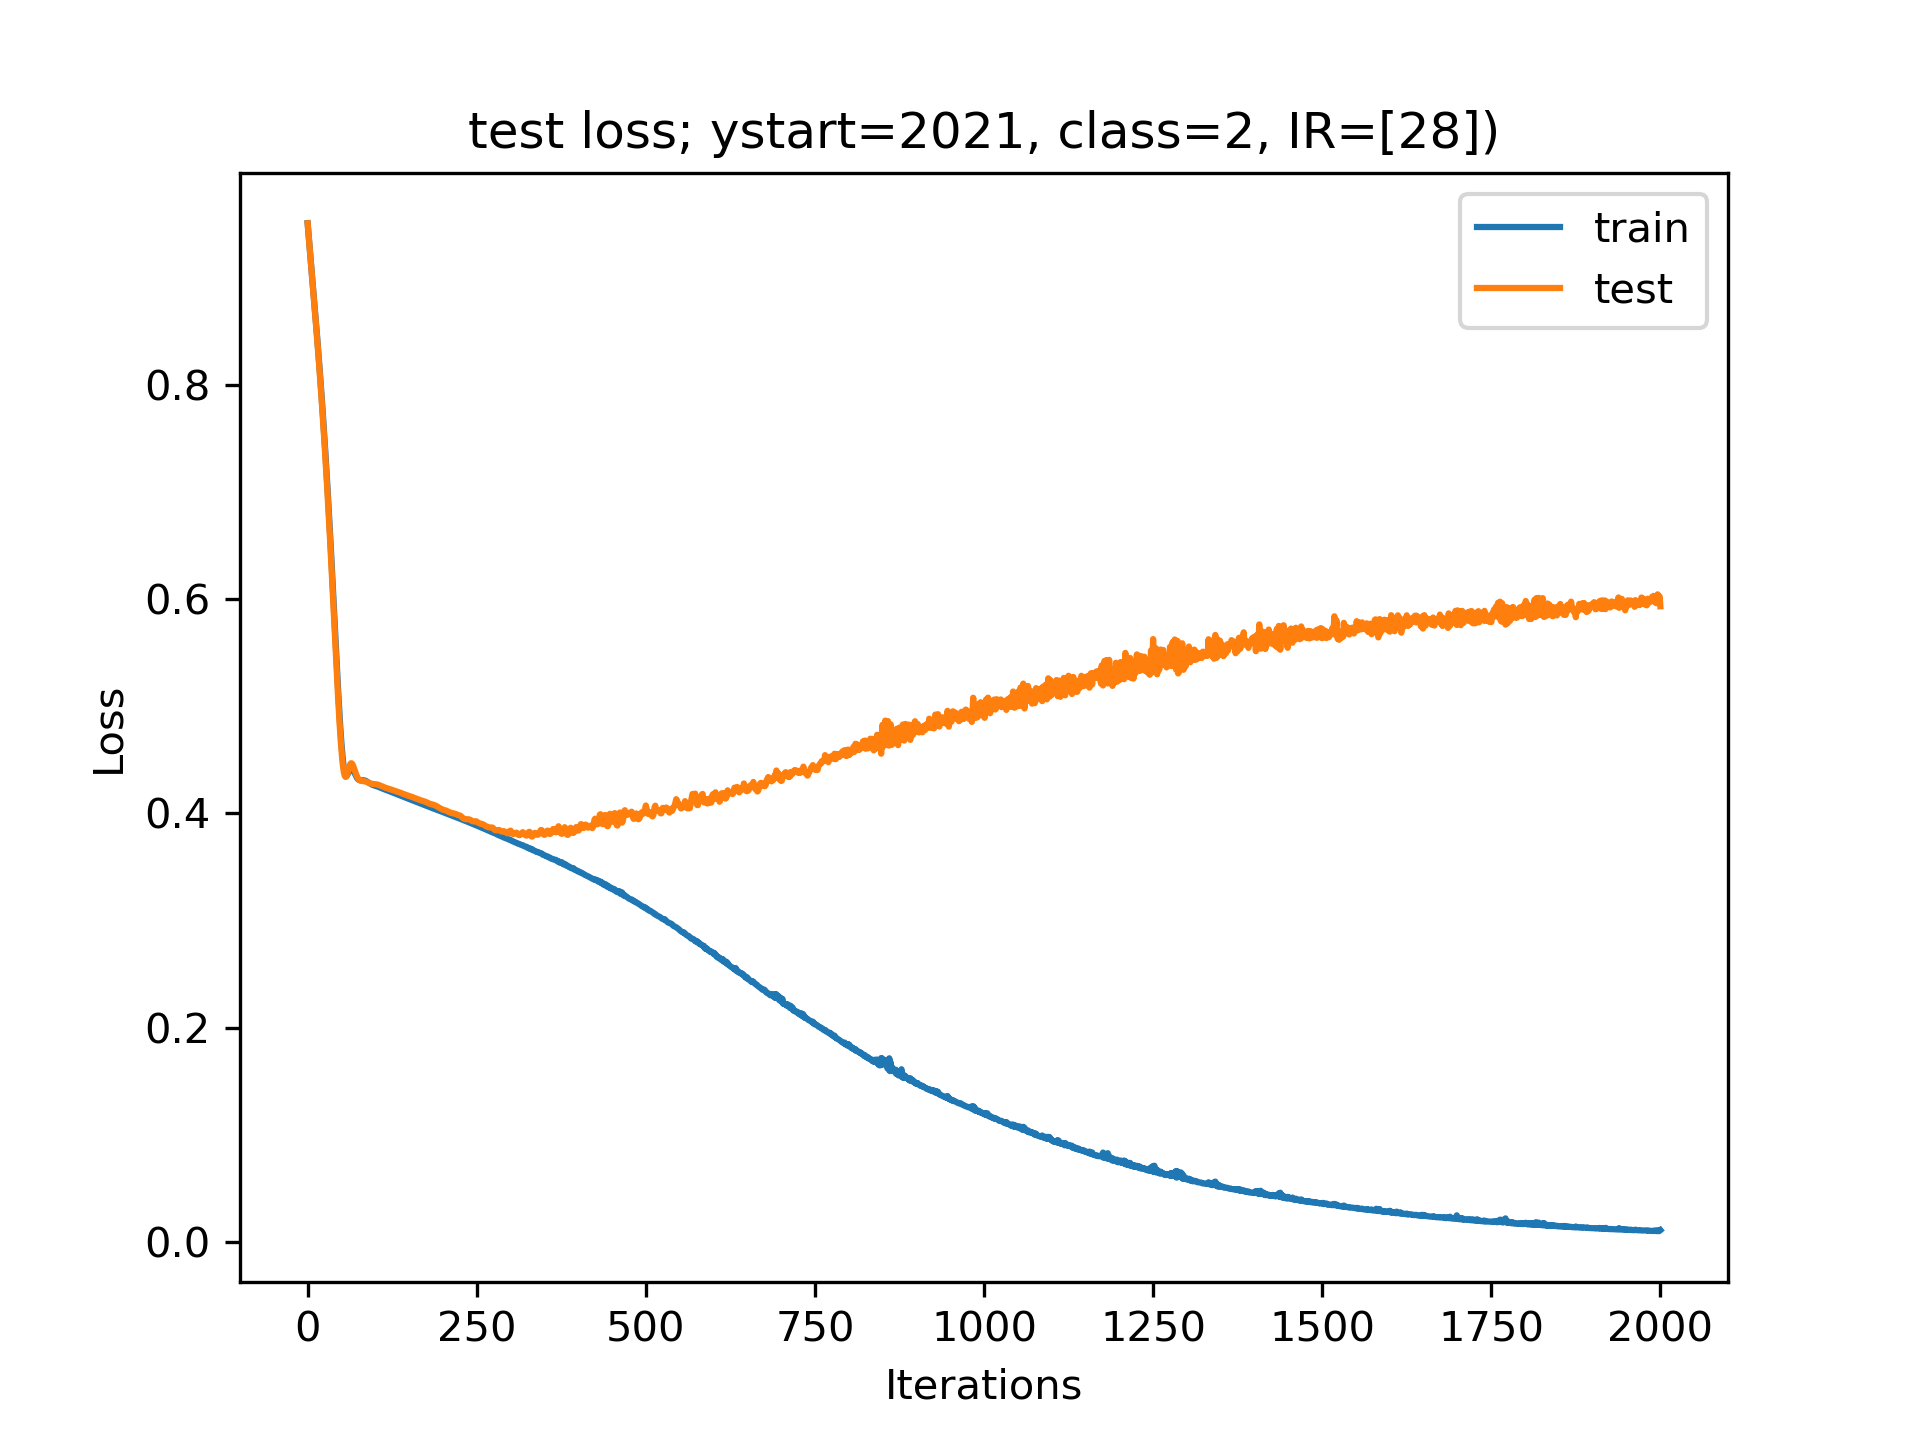 test loss; ystart=2021, class=2, IR=[28])
train
test
Loss
0.8
0.6
0.4
0.2
0.0
0 250 500 750 1000 1250 1500 1750 2000
Iterations